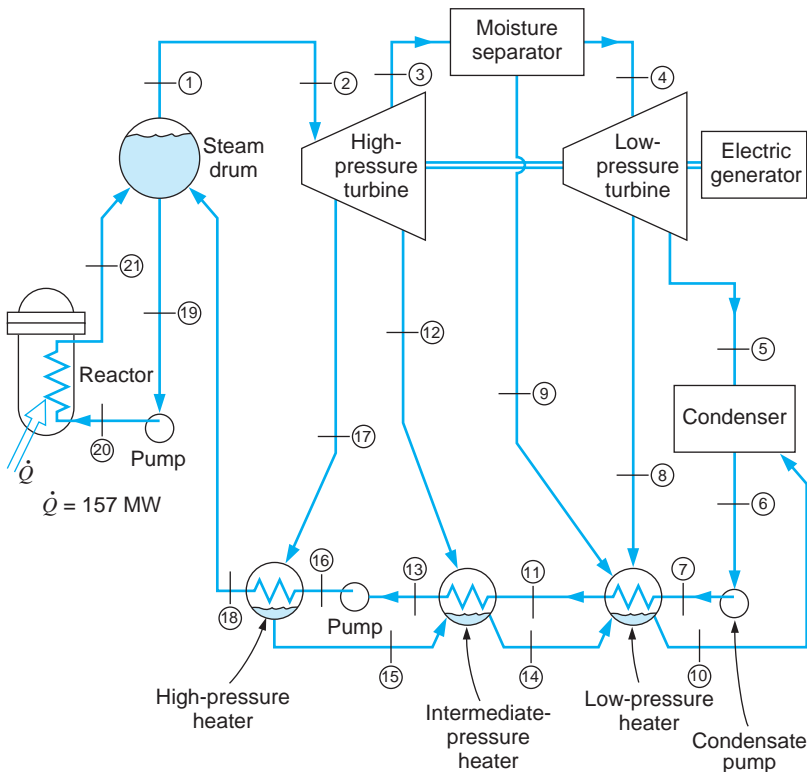 Moisture
separator
1
2
3
4
Steam
drum
High-
pressure
turbine
Low-
pressure
turbine
Electric
generator
21
19
12
9
5
Reactor
Condenser
20
Pump
17
8
6
Q̇
Q̇ = 157 MW
18
16
Pump
13
11
7
15
14
10
High-pressure
heater
Intermediate-
pressure heater
Low-pressure
heater
Condensate
pump